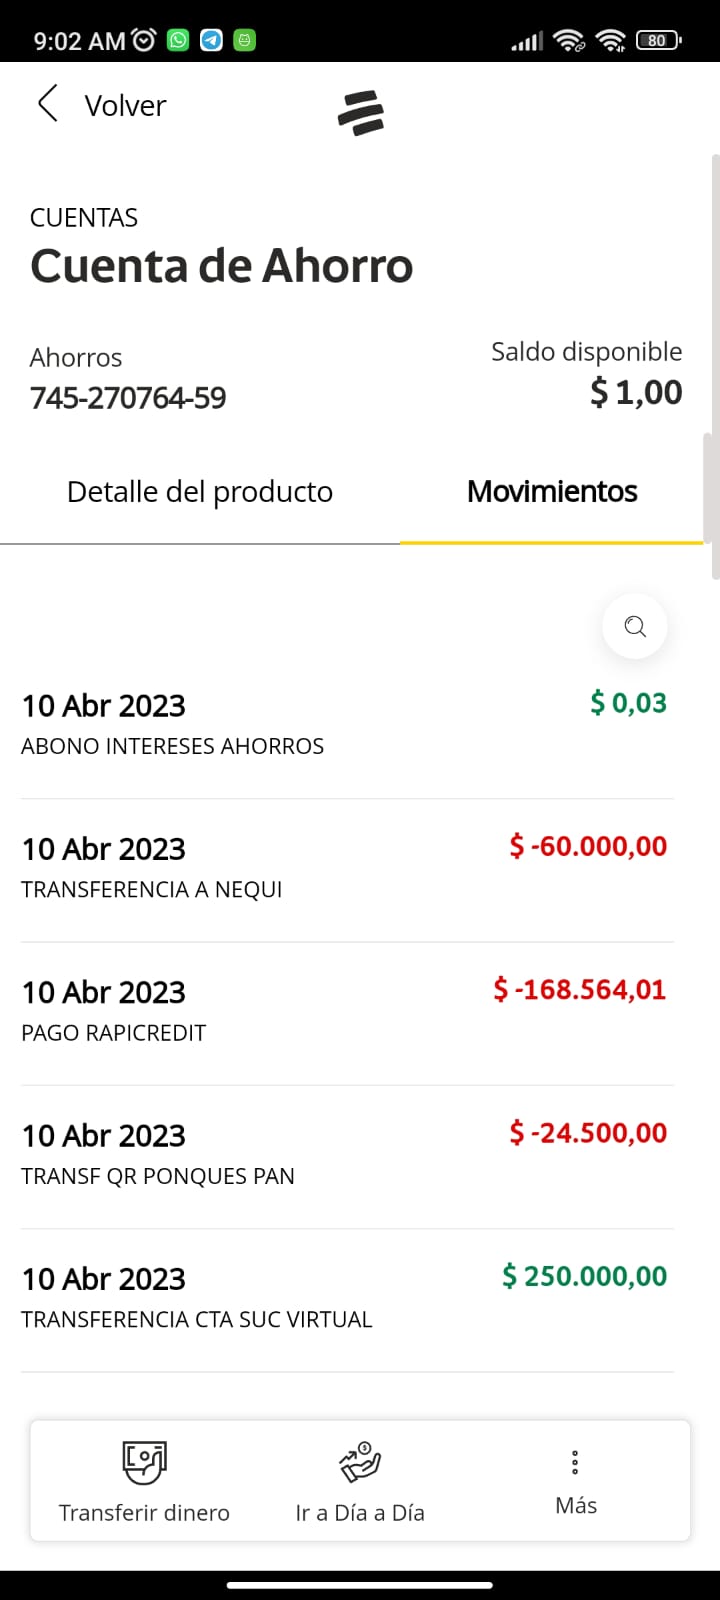 9:02 AM
80
Volver
CUENTAS
Cuenta de Ahorro
Ahorros
Saldo disponible
745-270764-59
$ 1,00
Detalle del producto
Movimientos
10 Abr 2023
$ 0,03
ABONO INTERESES AHORROS
10 Abr 2023
$ -60.000,00
TRANSFERENCIA A NEQUI
10 Abr 2023
$ -168.564,01
PAGO RAPICREDIT
10 Abr 2023
$ -24.500,00
TRANSF QR PONQUES PAN
10 Abr 2023
$ 250.000,00
TRANSFERENCIA CTA SUC VIRTUAL
Transferir dinero
Ir a Día a Día
Más